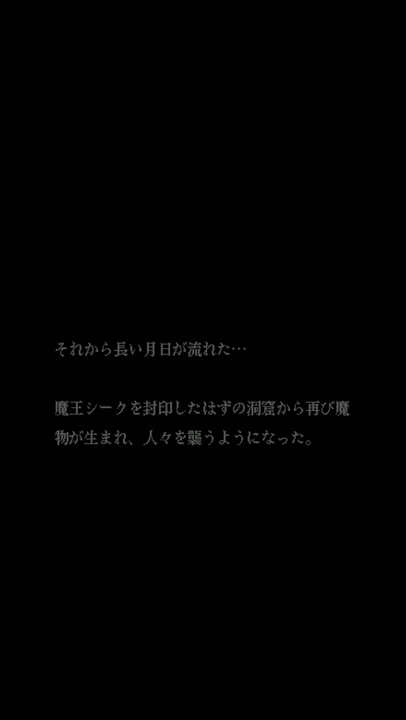 それから長い月日が流れた…
魔王シークを封印したはずの洞窟から再び魔
物が生まれ、人々を襲うようになった。